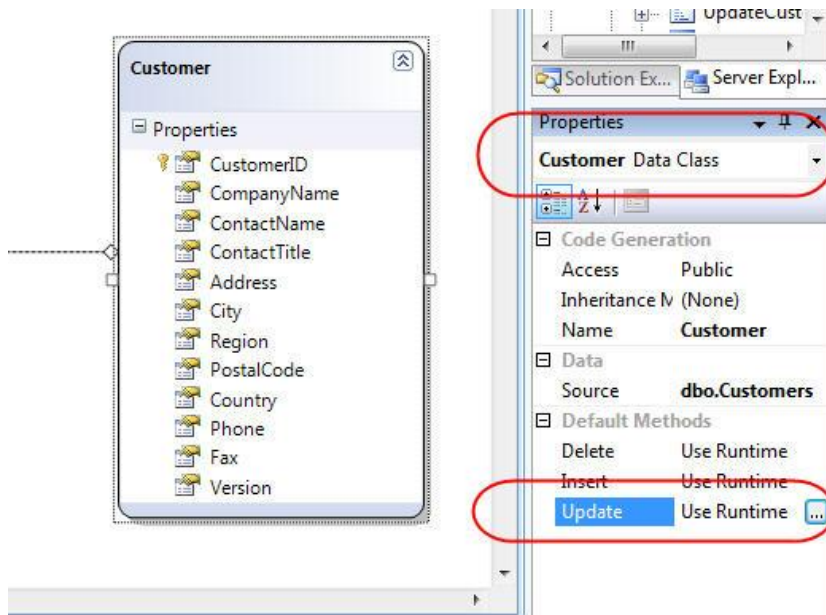 Customer
Properties
CustomerID
CompanyName
ContactName
ContactTitle
Address
City
Region
PostalCode
Country
Phone
Fax
Version
UpdateCust
Solution Ex... Server Expl...
Properties
Customer Data Class
Code Generation
Access Public
Inheritance M (None)
Name Customer
Data
Source dbo.Customers
Default Methods
Delete Use Runtime
Insert Use Runtime
Update Use Runtime ...